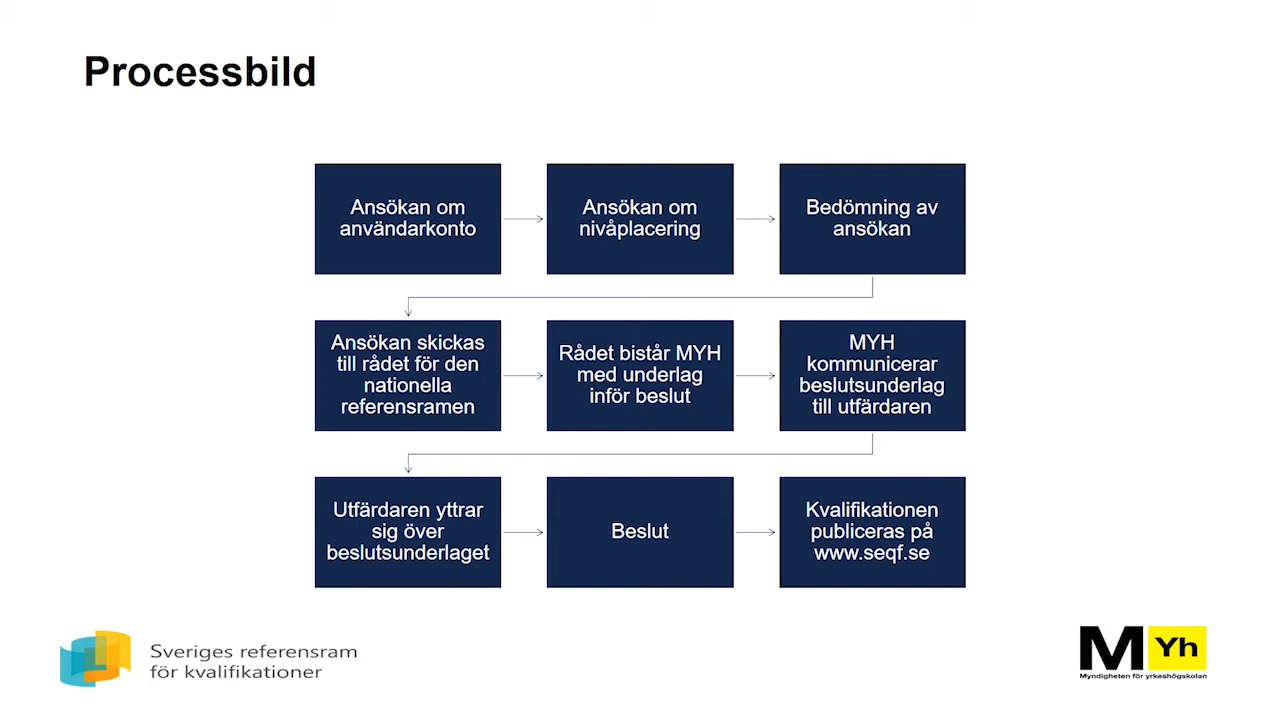 Processbild
Ansökan om
användarkonto
Ansökan om
nivåplacering
Bedömning av
ansökan
Ansökan skickas
till rådet för den
nationella
referensramen
Rådet bistår MYH
med underlag
inför beslut
MYH
kommunicerar
beslutsunderlag
till utfärdaren
Utfärdaren yttrar
sig över
beslutsunderlaget
Beslut
Kvalifikationen
publiceras på
www.seqf.se
Sveriges referensram
för kvalifikationer
M Yh
Myndigheten för yrkeshögskolan